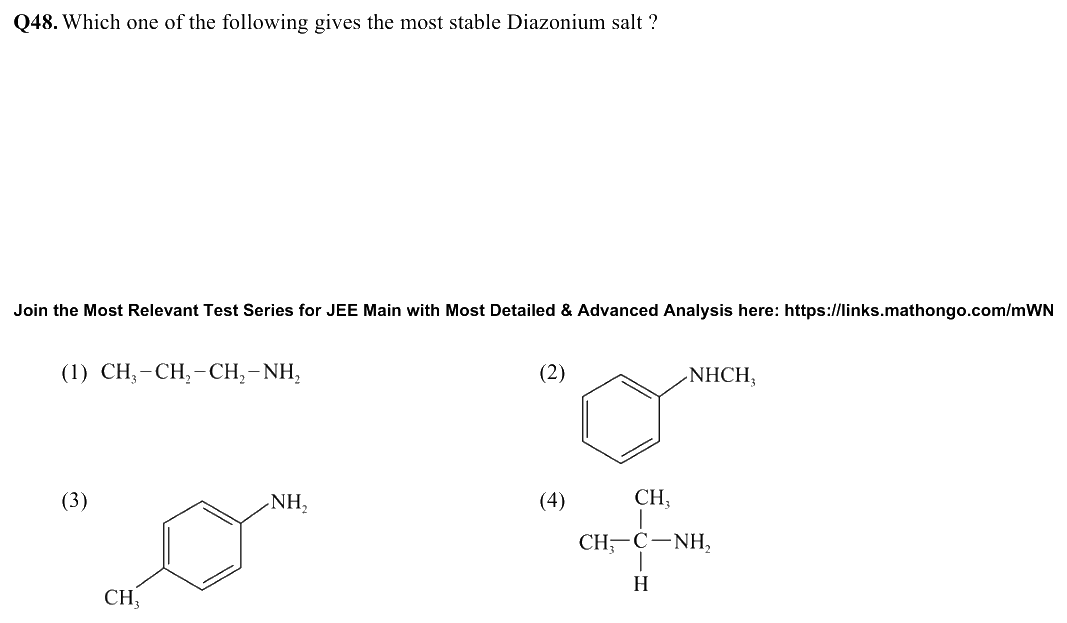 Q48. Which one of the following gives the most stable Diazonium salt ?
Join the Most Relevant Test Series for JEE Main with Most Detailed & Advanced Analysis here: https://links.mathongo.com/mWN
(1) CH₃–CH₂–CH₂–NH₂
(2)
NHCH₃
(3)
NH₂
CH₃
(4)
CH₃
CH₃–C–NH₂
H